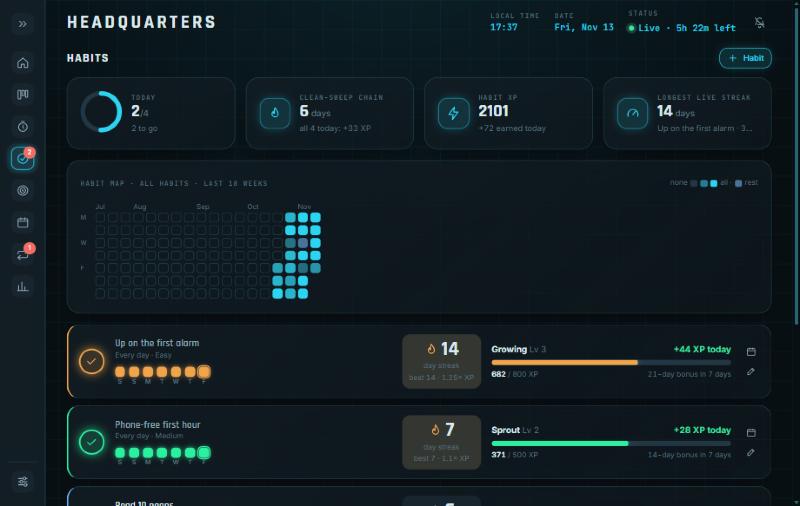 HEADQUARTERS
LOCAL TIME
17:37
DATE
Fri, Nov 13
STATUS
Live · 5h 22m left
HABITS
+ Habit
2
1
TODAY
2/4
2 to go
CLEAN-SWEEP CHAIN
6 days
all 4 today: +33 XP
HABIT XP
2101
+72 earned today
LONGEST LIVE STREAK
14 days
Up on the first alarm · 3…
HABIT MAP · ALL HABITS · LAST 18 WEEKS
none all · rest
Jul Aug Sep Oct Nov
M
W
F
Up on the first alarm
Every day · Easy
S S M T W T F
14
day streak
best 14 · 1.25× XP
Growing Lv 3
+44 XP today
682 / 800 XP
21-day bonus in 7 days
Phone-free first hour
Every day · Medium
S S M T W T F
7
day streak
best 7 · 1.1× XP
Sprout Lv 2
+28 XP today
371 / 500 XP
14-day bonus in 7 days
Read 10 pages